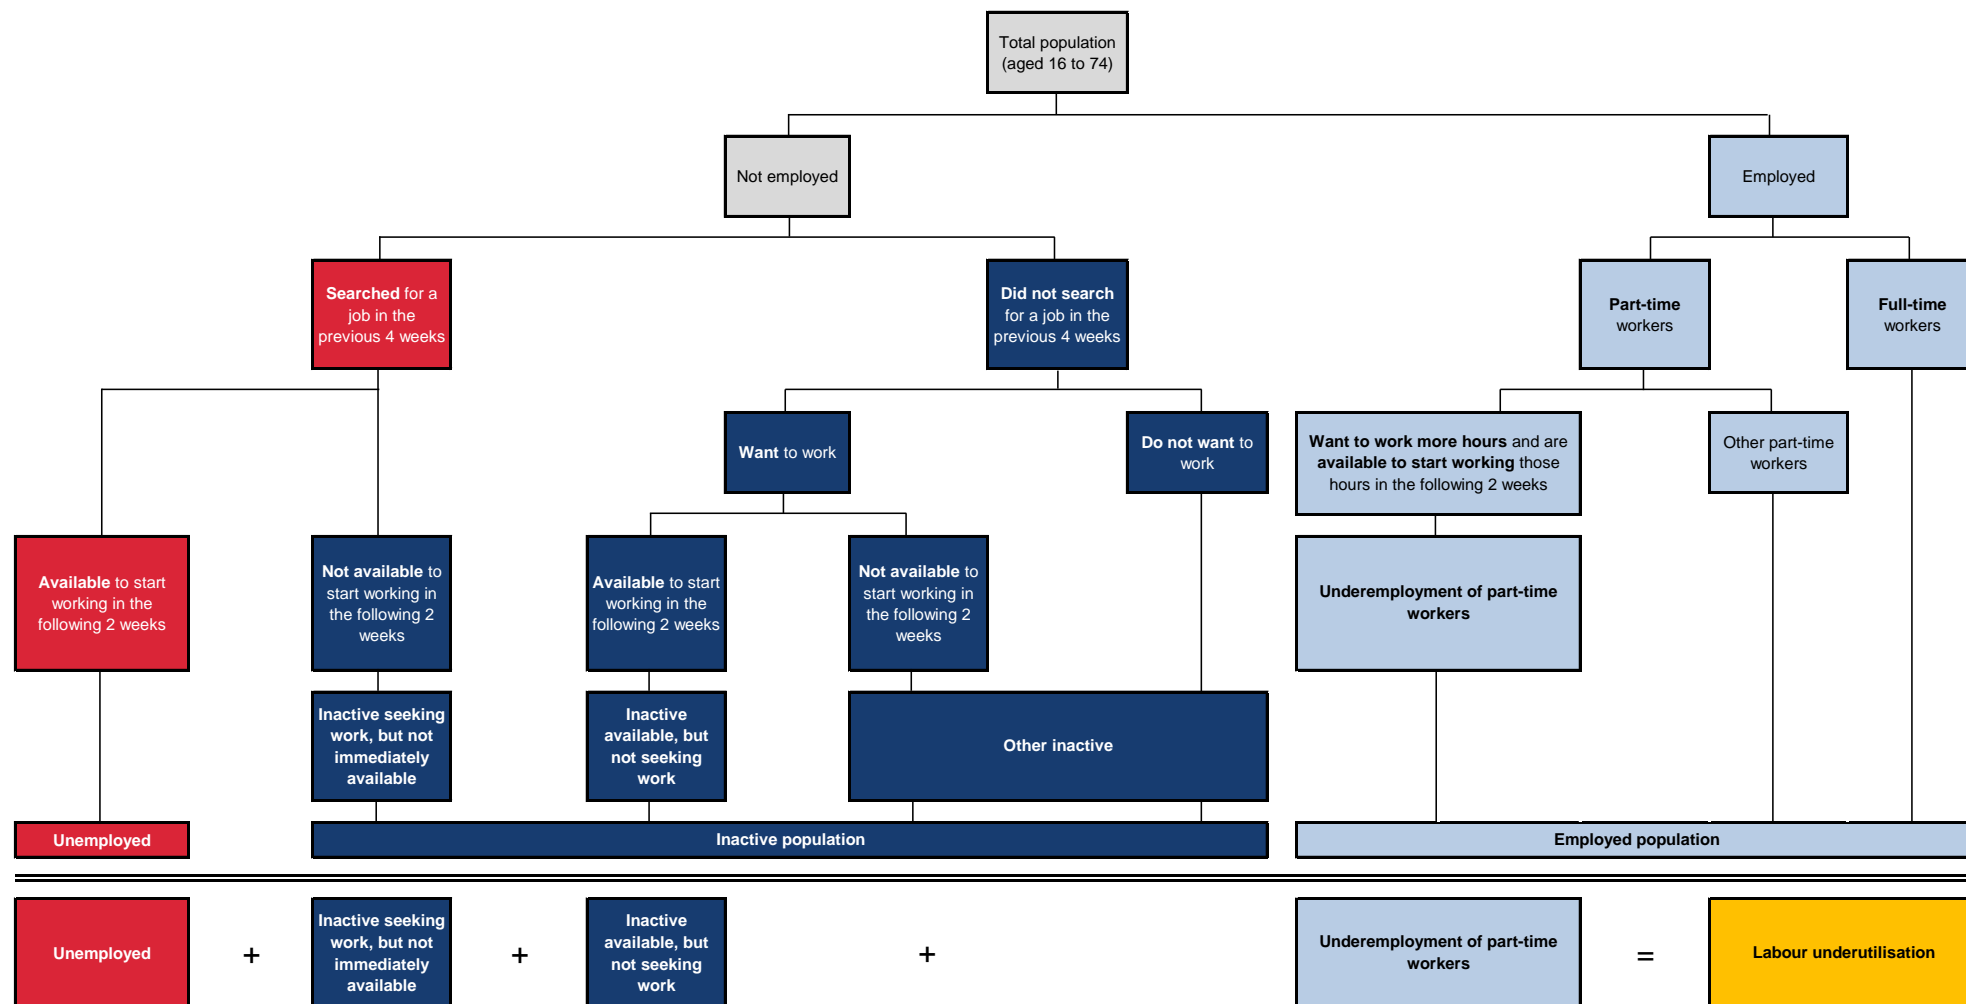 Total population
(aged 16 to 74)
Not employed
Employed
Searched for a
job in the
previous 4 weeks
Did not search
for a job in the
previous 4 weeks
Part-time
workers
Full-time
workers
Want to work
Do not want to
work
Want to work more hours and are
available to start working those
hours in the following 2 weeks
Other part-time
workers
Available to start
working in the
following 2 weeks
Not available to
start working in
the following 2
weeks
Available to start
working in the
following 2 weeks
Not available to
start working in
the following 2
weeks
Underemployment of part-time
workers
Inactive seeking
work, but not
immediately
available
Inactive
available, but
not seeking
work
Other inactive
Unemployed
Inactive population
Employed population
Unemployed
+
Inactive seeking
work, but not
immediately
available
+
Inactive
available, but
not seeking
work
+
Underemployment of part-time
workers
=
Labour underutilisation